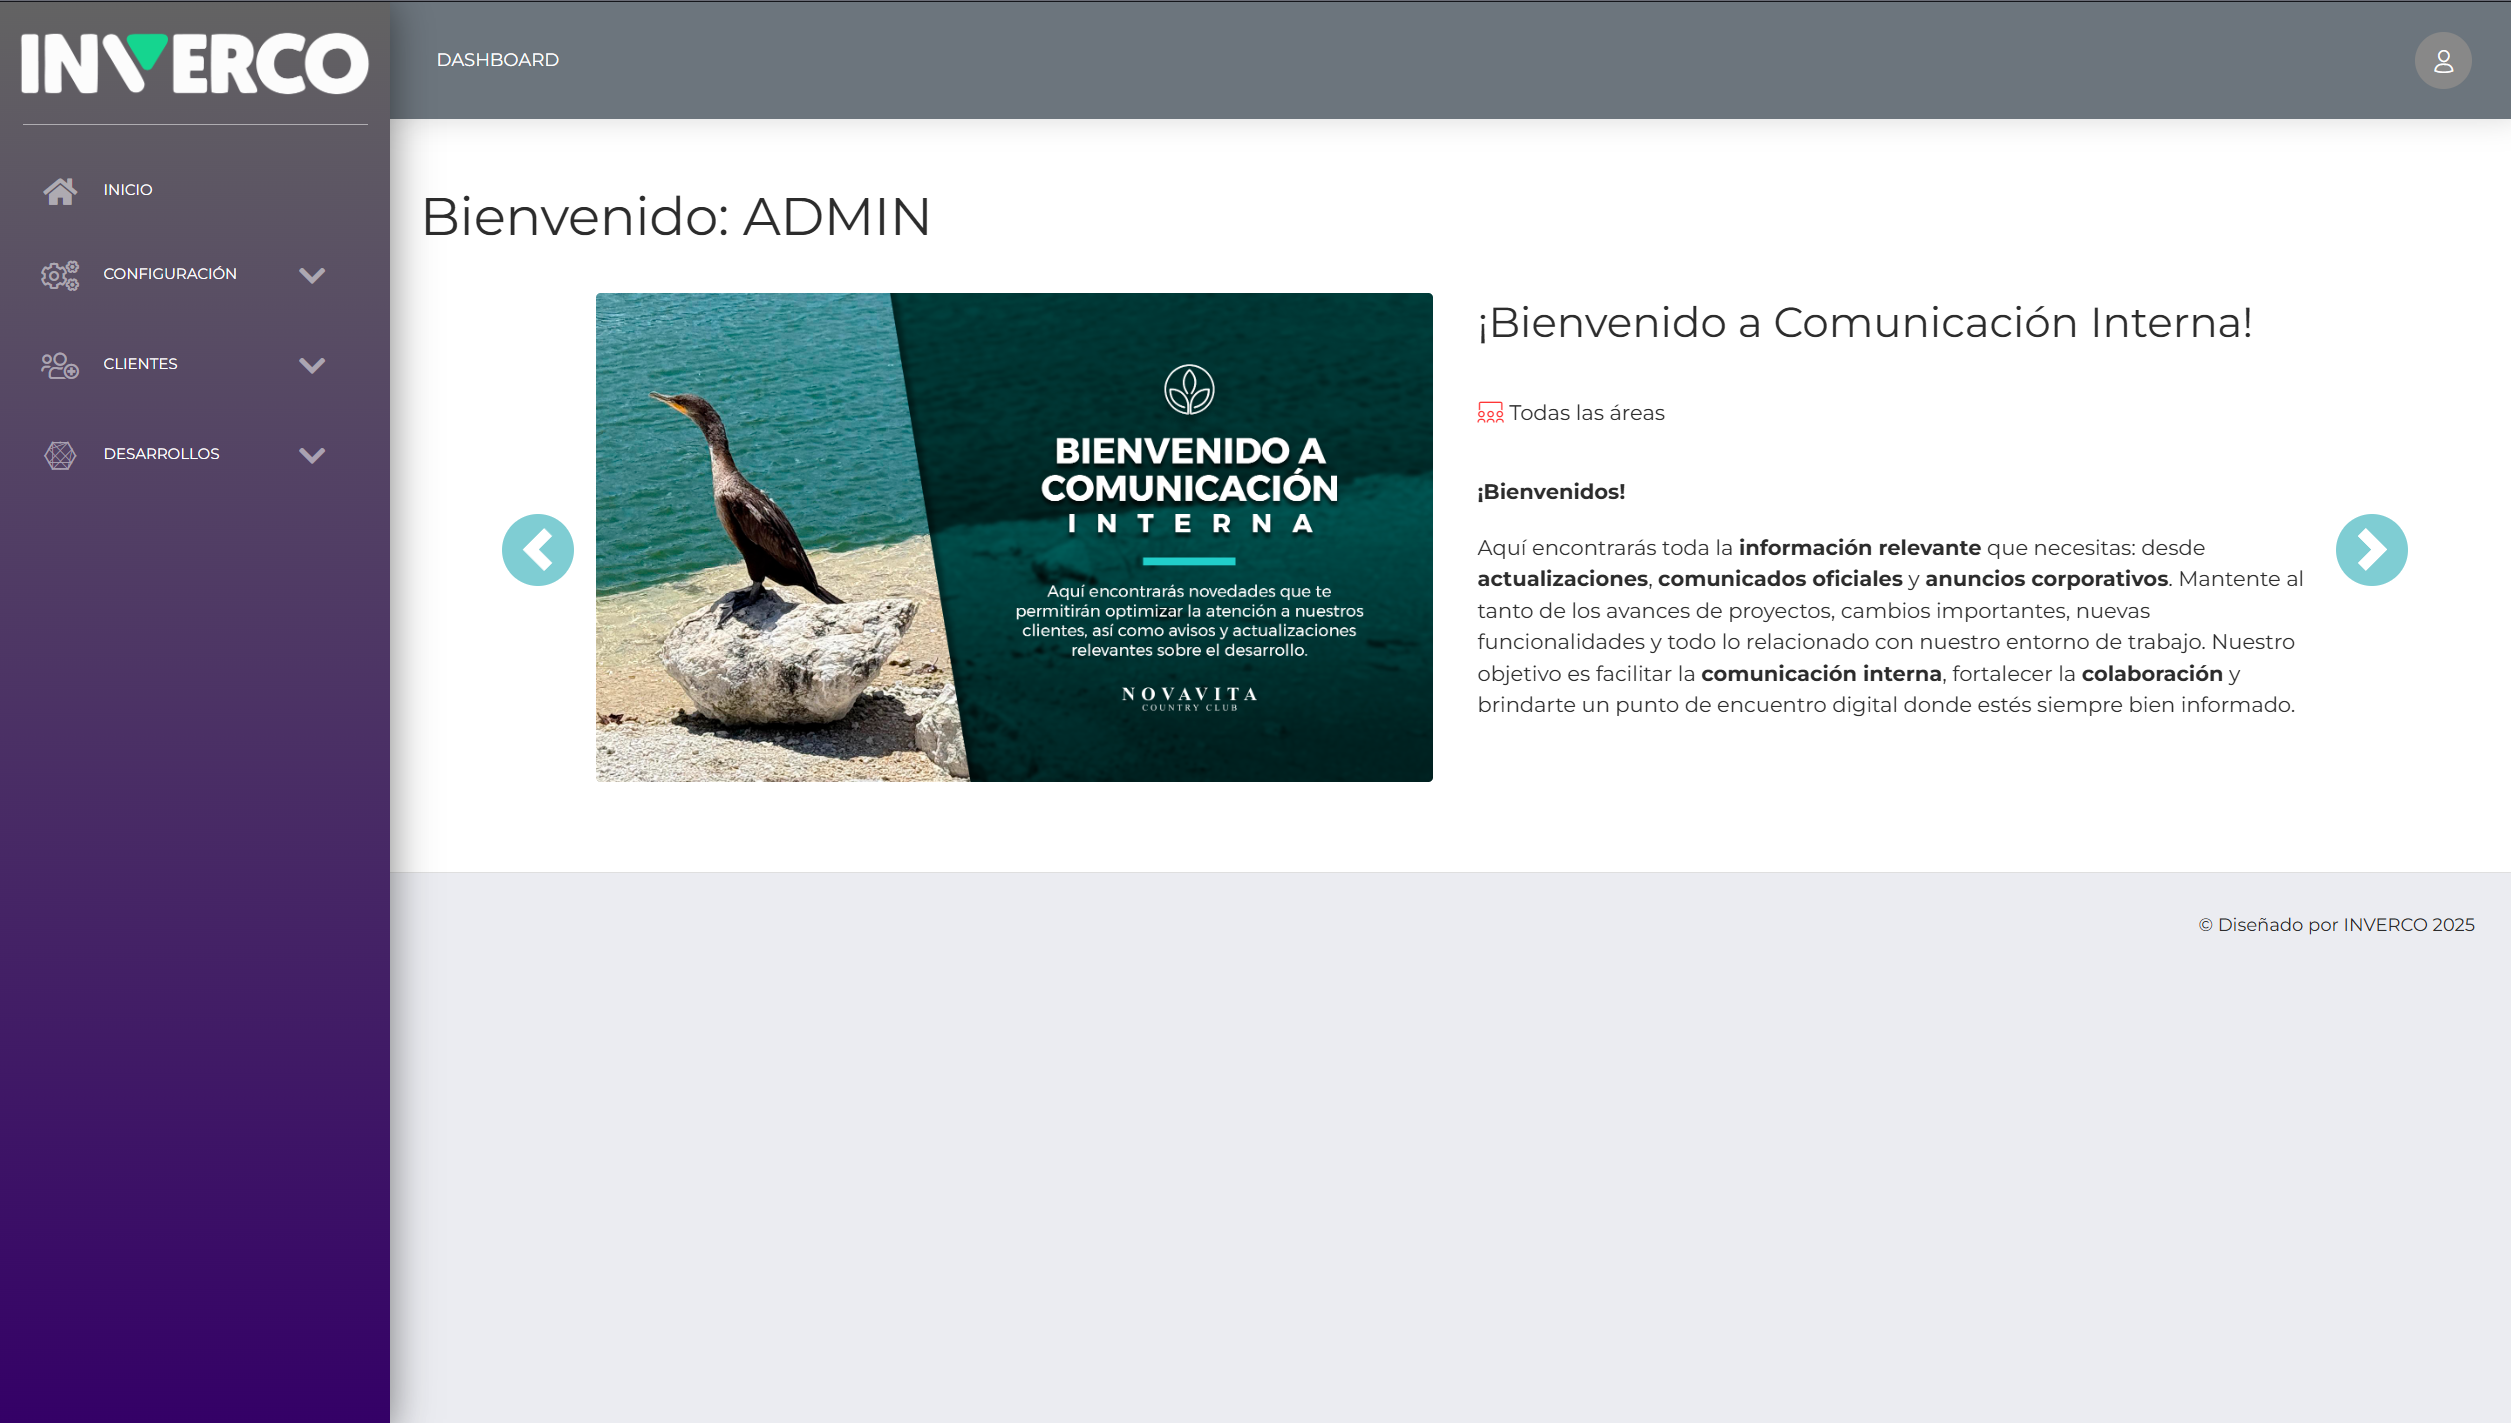 INVERCO
DASHBOARD
INICIO
CONFIGURACIÓN
CLIENTES
DESARROLLOS
Bienvenido: ADMIN
BIENVENIDO A
COMUNICACIÓN
INTERNA
Aquí encontrarás novedades que te
permitirán optimizar la atención a nuestros
clientes, así como avisos y actualizaciones
relevantes sobre el desarrollo.
NOVAVITA
COUNTRY CLUB
¡Bienvenido a Comunicación Interna!
Todas las áreas
¡Bienvenidos!
Aquí encontrarás toda la información relevante que necesitas: desde
actualizaciones, comunicados oficiales y anuncios corporativos. Mantente al
tanto de los avances de proyectos, cambios importantes, nuevas
funcionalidades y todo lo relacionado con nuestro entorno de trabajo. Nuestro
objetivo es facilitar la comunicación interna, fortalecer la colaboración y
brindarte un punto de encuentro digital donde estés siempre bien informado.
© Diseñado por INVERCO 2025